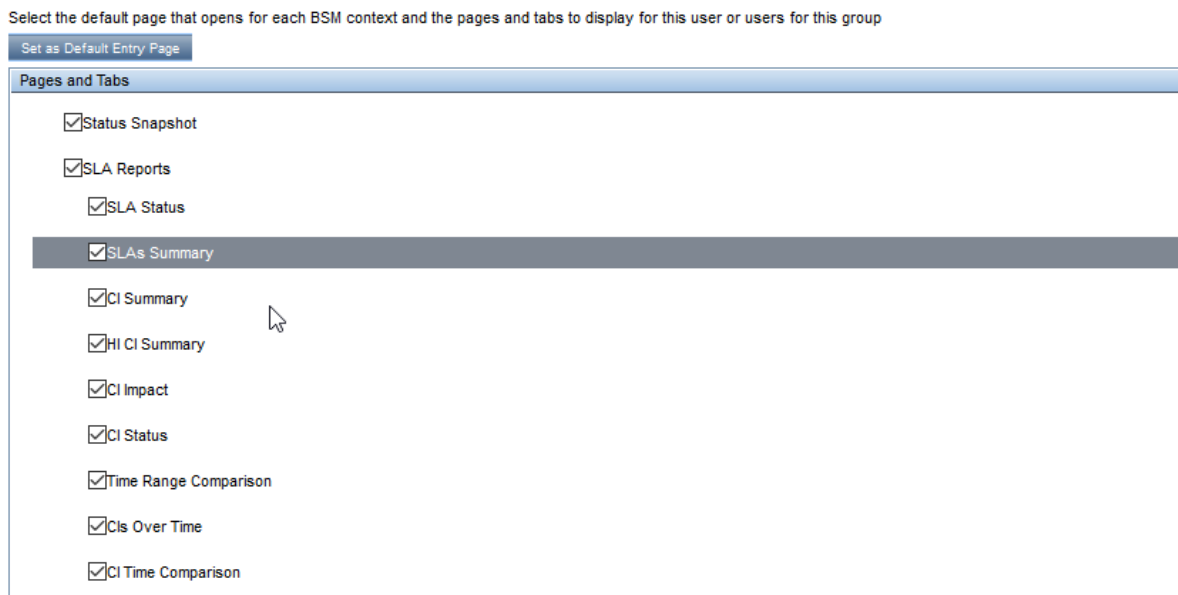 Select the default page that opens for each BSM context and the pages and tabs to display for this user or users for this group
Set as Default Entry Page
Pages and Tabs
Status Snapshot
SLA Reports
SLA Status
SLAs Summary
CI Summary
HI CI Summary
CI Impact
CI Status
Time Range Comparison
CIs Over Time
CI Time Comparison